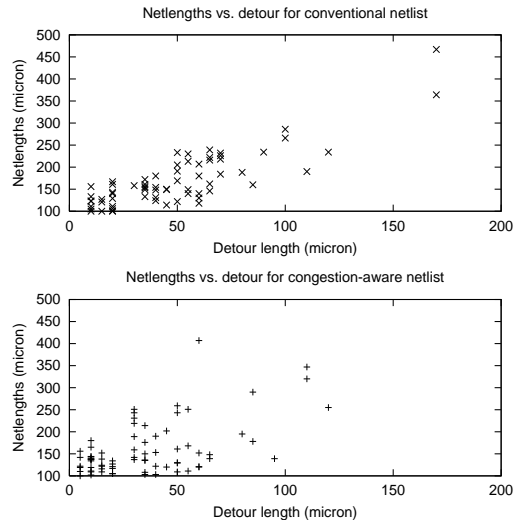 Netlengths vs. detour for conventional netlist
500
450
400
350
300
250
200
150
100
Netlengths (micron)
0 50 100 150 200
Detour length (micron)
Netlengths vs. detour for congestion-aware netlist
500
450
400
350
300
250
200
150
100
Netlengths (micron)
0 50 100 150 200
Detour length (micron)